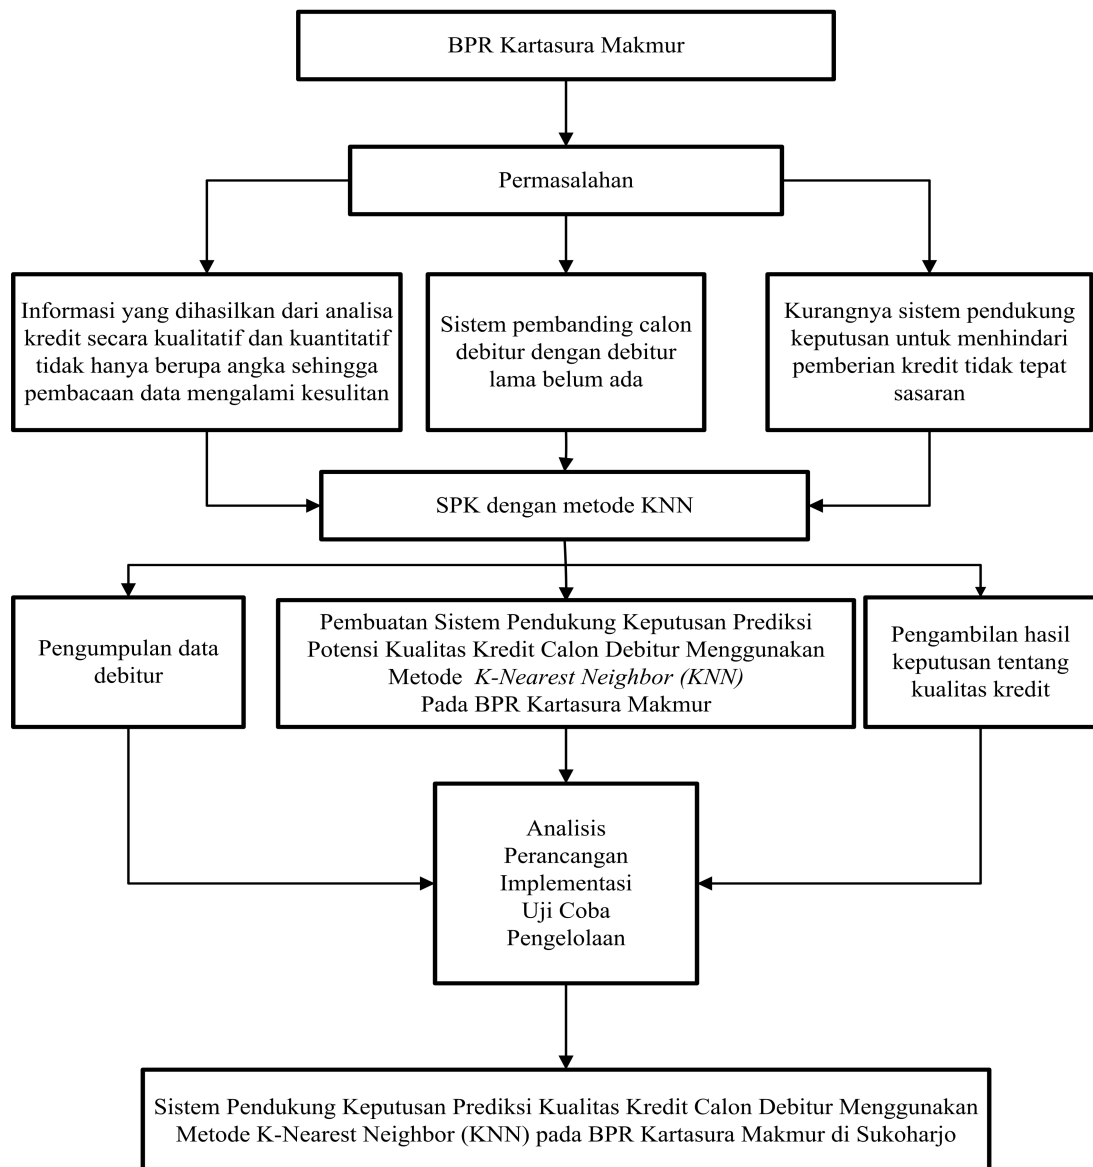 BPR Kartasura Makmur
Permasalahan
Informasi yang dihasilkan dari analisa
kredit secara kualitatif dan kuantitatif
tidak hanya berupa angka sehingga
pembacaan data mengalami kesulitan
Sistem pembanding calon
debitur dengan debitur
lama belum ada
Kurangnya sistem pendukung
keputusan untuk menhindari
pemberian kredit tidak tepat
sasaran
SPK dengan metode KNN
Pengumpulan data
debitur
Pembuatan Sistem Pendukung Keputusan Prediksi
Potensi Kualitas Kredit Calon Debitur Menggunakan
Metode K-Nearest Neighbor (KNN)
Pada BPR Kartasura Makmur
Pengambilan hasil
keputusan tentang
kualitas kredit
Analisis
Perancangan
Implementasi
Uji Coba
Pengelolaan
Sistem Pendukung Keputusan Prediksi Kualitas Kredit Calon Debitur Menggunakan
Metode K-Nearest Neighbor (KNN) pada BPR Kartasura Makmur di Sukoharjo